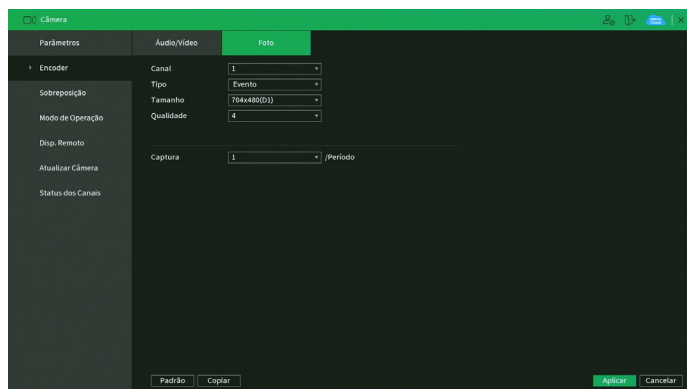 Câmera
Parâmetros
Áudio/Vídeo
Foto
Encoder
Canal
1
Tipo
Evento
Sobreposição
Tamanho
704x480(D1)
Modo de Operação
Qualidade
4
Disp. Remoto
Captura
1
/Período
Atualizar Câmera
Status dos Canais
Padrão
Copiar
Aplicar
Cancelar